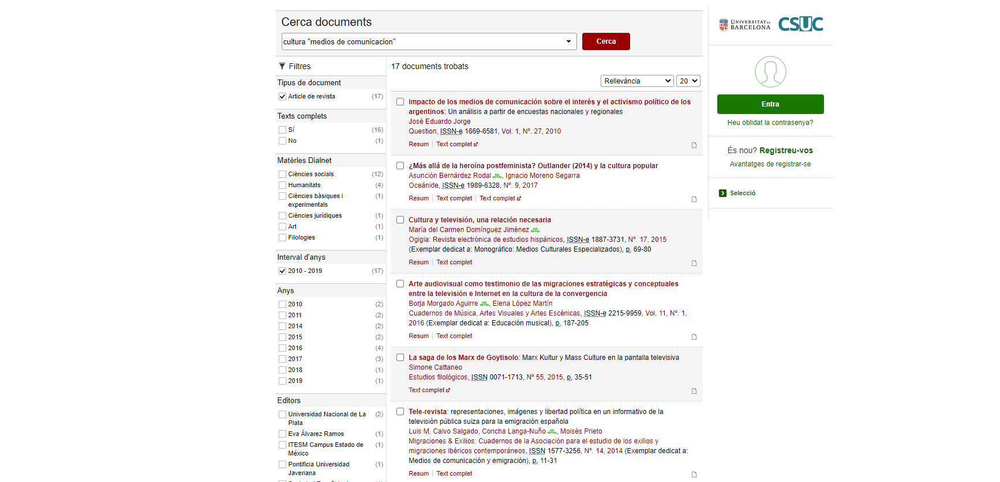 Cerca documents
cultura "medios de comunicacion"
Cerca
Filtres
Tipus de document
Article de revista (17)
Texts complets
Sí (16)
No (1)
Matèries Dialnet
Ciències socials (12)
Humanitats (4)
Ciències bàsiques i (1)
experimentals
Ciències jurídiques (1)
Art (1)
Filologies (1)
Interval d'anys
2010 - 2019 (17)
Anys
2010 (2)
2011 (2)
2014 (2)
2015 (2)
2016 (4)
2017 (3)
2018 (1)
2019 (1)
Editors
Universidad Nacional de La (2)
Plata
Eva Álvarez Ramos (1)
ITESM Campus Estado de (1)
México
Pontificia Universidad (1)
Javeriana
17 documents trobats
Rellevància 20
Impacto de los medios de comunicación sobre el interés y el activismo político de los
argentinos: Un análisis a partir de encuestas nacionales y regionales
José Eduardo Jorge
Question, ISSN-e 1669-6581, Vol. 1, Nº. 27, 2010
Resum Text complet
¿Más allá de la heroína postfeminista? Outlander (2014) y la cultura popular
Asunción Bernárdez Rodal, Ignacio Moreno Segarra
Oceánide, ISSN-e 1989-6328, Nº. 9, 2017
Resum Text complet Text complet
Cultura y televisión, una relación necesaria
María del Carmen Domínguez Jiménez
Ogigia: Revista electrónica de estudios hispánicos, ISSN-e 1887-3731, Nº. 17, 2015
(Exemplar dedicat a: Monográfico: Medios Culturales Especializados), p. 69-80
Resum Text complet
Arte audiovisual como testimonio de las migraciones estratégicas y conceptuales
entre la televisión e Internet en la cultura de la convergencia
Borja Morgado Aguirre, Elena López Martín
Cuadernos de Música, Artes Visuales y Artes Escénicas, ISSN-e 2215-9959, Vol. 11, Nº. 1,
2016 (Exemplar dedicat a: Educación musical), p. 187-205
Resum Text complet
La saga de los Marx de Goytisolo: Marx Kultur y Mass Culture en la pantalla televisiva
Simone Cattaneo
Estudios filológicos, ISSN 0071-1713, Nº 55, 2015, p. 35-51
Text complet
Tele-revista: representaciones, imágenes y libertad política en un informativo de la
televisión pública suiza para la emigración española
Luis M. Calvo Salgado, Concha Langa-Nuño, Moisés Prieto
Migraciones & Exilios: Cuadernos de la Asociación para el estudio de los exilios y
migraciones ibéricos contemporáneos, ISSN 1577-3256, Nº. 14, 2014 (Exemplar dedicat a:
Medios de comunicación y emigración), p. 11-31
Resum Text complet
UNIVERSITAT DE
BARCELONA
CSUC
Entra
Heu oblidat la contrasenya?
És nou? Registreu-vos
Avantatges de registrar-se
Selecció